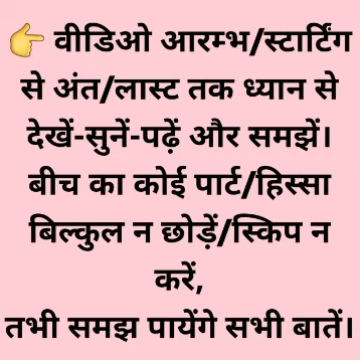 👉 वीडिओ आरम्भ/स्टार्टिंग
से अंत/लास्ट तक ध्यान से
देखें-सुनें-पढ़ें और समझें।
बीच का कोई पार्ट/हिस्सा
बिल्कुल न छोड़ें/स्किप न
करें,
तभी समझ पायेंगे सभी बातें।